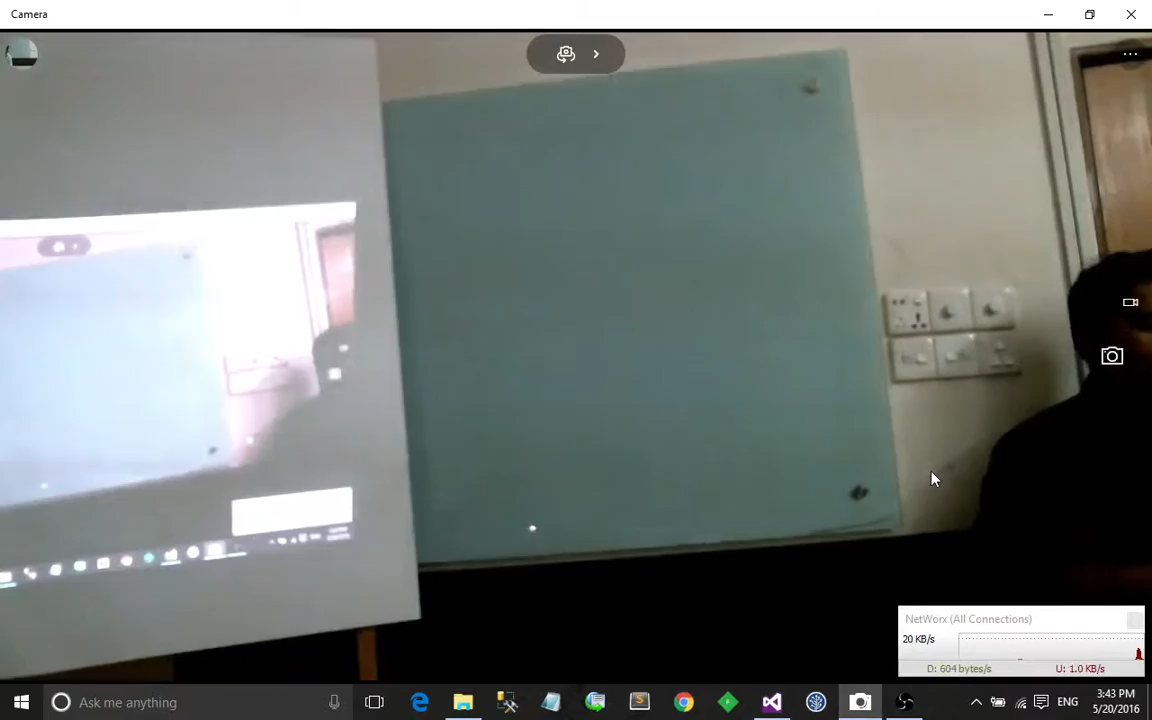 Camera
NetWorx (All Connections)
20 KB/s
D: 604 bytes/s
U: 1.0 KB/s
Ask me anything
ENG
3:43 PM
5/20/2016